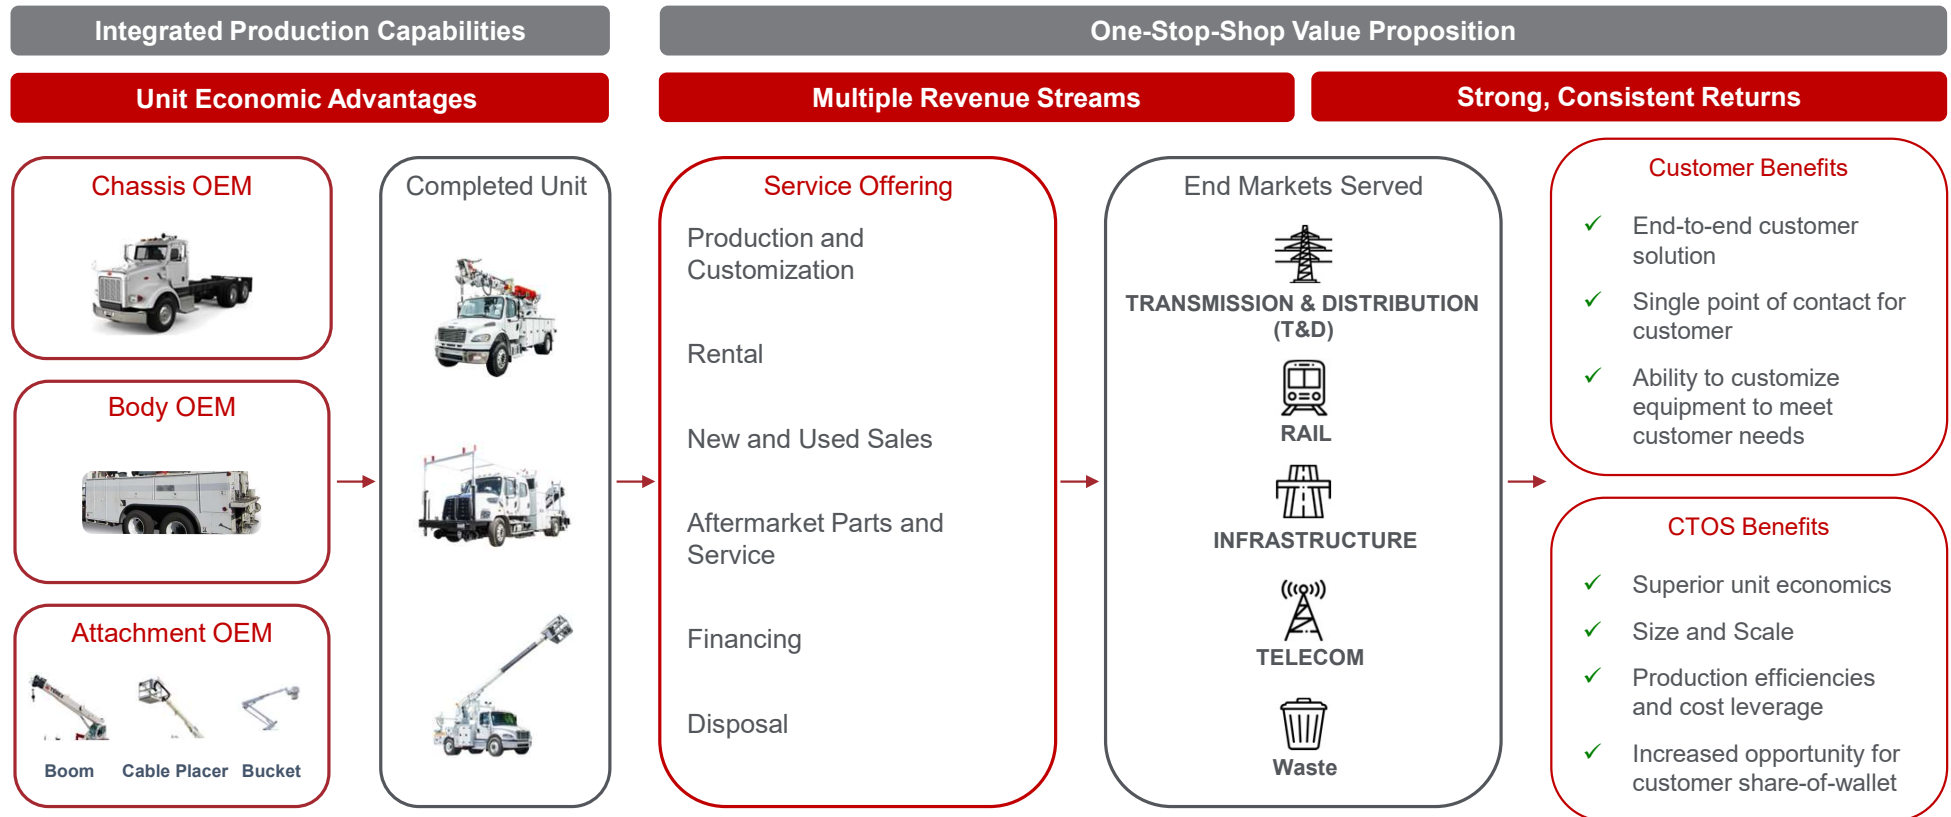 Integrated Production Capabilities
One-Stop-Shop Value Proposition
Unit Economic Advantages
Multiple Revenue Streams
Strong, Consistent Returns
Chassis OEM
Body OEM
Attachment OEM
TEREX
Boom
Cable Placer
Bucket
Completed Unit
Service Offering
Production and
Customization
Rental
New and Used Sales
Aftermarket Parts and
Service
Financing
Disposal
End Markets Served
TRANSMISSION & DISTRIBUTION
(T&D)
RAIL
INFRASTRUCTURE
TELECOM
Waste
Customer Benefits
✓ End-to-end customer
solution
✓ Single point of contact for
customer
✓ Ability to customize
equipment to meet
customer needs
CTOS Benefits
✓ Superior unit economics
✓ Size and Scale
✓ Production efficiencies
and cost leverage
✓ Increased opportunity for
customer share-of-wallet